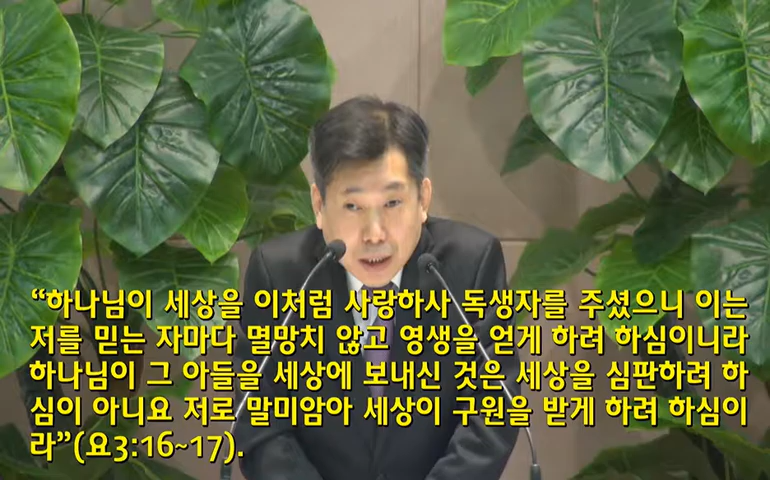 “하나님이 세상을 이처럼 사랑하사 독생자를 주셨으니 이는
저를 믿는 자마다 멸망치 않고 영생을 얻게 하려 하심이니라
하나님이 그 아들을 세상에 보내신 것은 세상을 심판하려 하
심이 아니요 저로 말미암아 세상이 구원을 받게 하려 하심이
라”(요3:16~17).